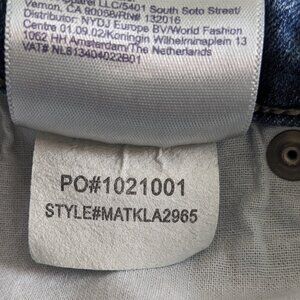 Apparel LLC/5401 South Soto Street/
Vernon, CA 90058/RN# 132016
Distributor: NYDJ Europe BV/World Fashion
Centre 01.09.02/Koningin Wilhelminaplein 13
1062 HH Amsterdam/The Netherlands
VAT# NL813404022B01
PO#1021001
STYLE#MATKLA2965